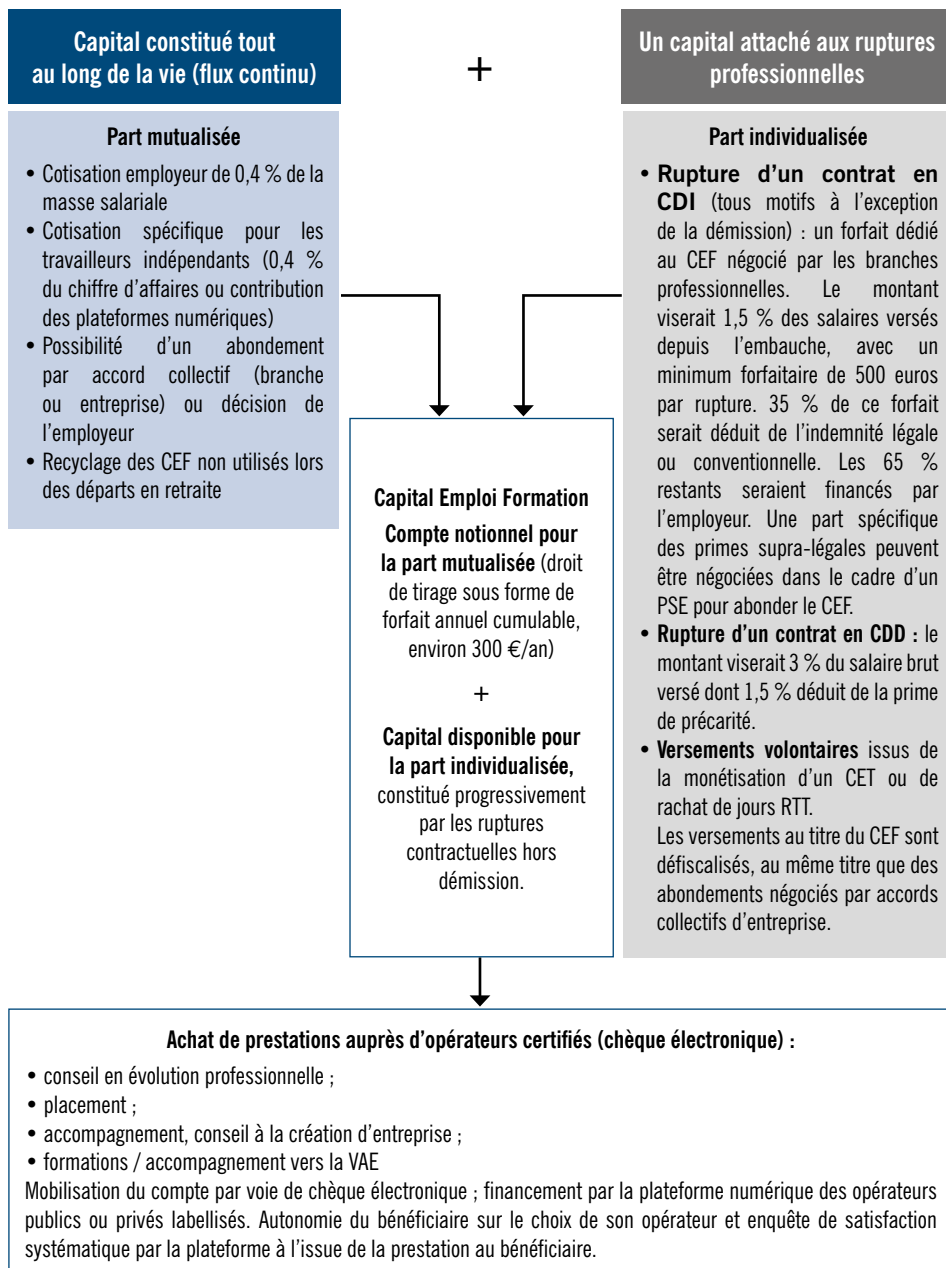 Capital constitué tout
au long de la vie (flux continu)
+
Un capital attaché aux ruptures
professionnelles
Part mutualisée
• Cotisation employeur de 0,4 % de la
masse salariale
• Cotisation spécifique pour les
travailleurs indépendants (0,4 %
du chiffre d’affaires ou contribution
des plateformes numériques)
• Possibilité d’un abondement
par accord collectif (branche
ou entreprise) ou décision de
l’employeur
• Recyclage des CEF non utilisés lors
des départs en retraite
Part individualisée
• Rupture d’un contrat en
CDI (tous motifs à l’exception
de la démission) : un forfait dédié
au CEF négocié par les branches
professionnelles. Le montant
viserait 1,5 % des salaires versés
depuis l’embauche, avec un
minimum forfaitaire de 500 euros
par rupture. 35 % de ce forfait
serait déduit de l’indemnité légale
ou conventionnelle. Les 65 %
restants seraient financés par
l’employeur. Une part spécifique
des primes supra-légales peuvent
être négociées dans le cadre d’un
PSE pour abonder le CEF.
• Rupture d’un contrat en CDD : le
montant viserait 3 % du salaire brut
versé dont 1,5 % déduit de la prime
de précarité.
• Versements volontaires issus de
la monétisation d’un CET ou de
rachat de jours RTT.
Les versements au titre du CEF sont
défiscalisés, au même titre que des
abondements négociés par accords
collectifs d’entreprise.
Capital Emploi Formation
Compte notionnel pour
la part mutualisée (droit
de tirage sous forme de
forfait annuel cumulable,
environ 300 €/an)
+
Capital disponible pour
la part individualisée,
constitué progressivement
par les ruptures
contractuelles hors
démission.
Achat de prestations auprès d’opérateurs certifiés (chèque électronique) :
• conseil en évolution professionnelle ;
• placement ;
• accompagnement, conseil à la création d’entreprise ;
• formations / accompagnement vers la VAE
Mobilisation du compte par voie de chèque électronique ; financement par la plateforme numérique des opérateurs
publics ou privés labellisés. Autonomie du bénéficiaire sur le choix de son opérateur et enquête de satisfaction
systématique par la plateforme à l’issue de la prestation au bénéficiaire.